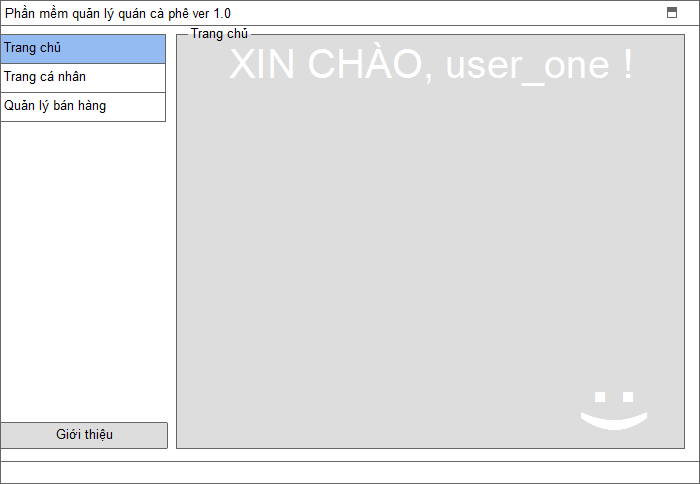 Phần mềm quản lý quán cà phê ver 1.0
Trang chủ
Trang cá nhân
Quản lý bán hàng
Giới thiệu
Trang chủ
XIN CHÀO, user_one !